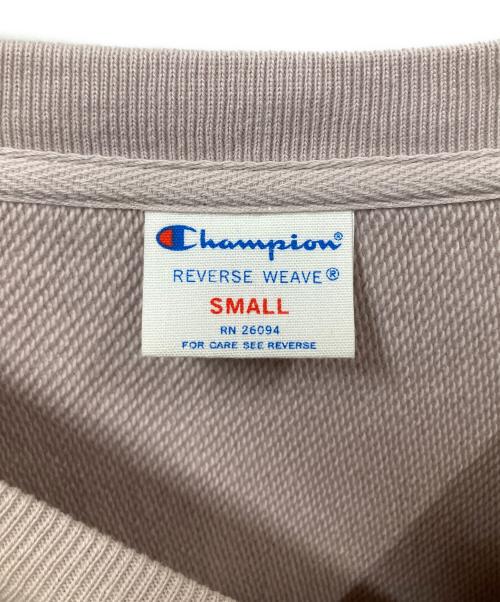 Champion®
REVERSE WEAVE®
SMALL
RN 26094
FOR CARE SEE REVERSE